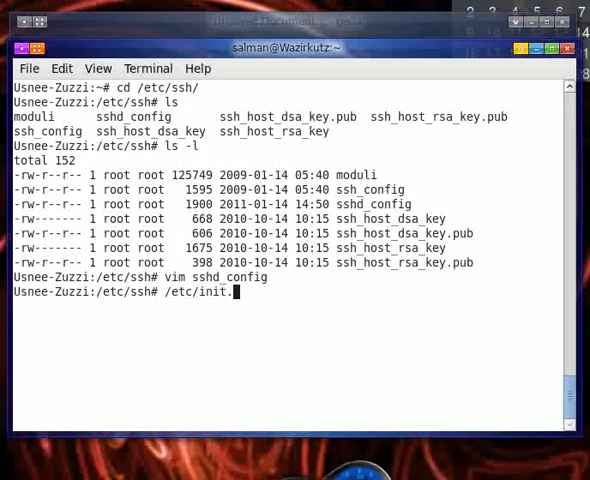 2 3 4 5 6 7
salman@Wazirkutz:~
File Edit View Terminal Help
Usnee-Zuzzi:~# cd /etc/ssh/
Usnee-Zuzzi:/etc/ssh# ls
moduli sshd_config ssh_host_dsa_key.pub ssh_host_rsa_key.pub
ssh_config ssh_host_dsa_key ssh_host_rsa_key
Usnee-Zuzzi:/etc/ssh# ls -l
total 152
-rw-r--r-- 1 root root 125749 2009-01-14 05:40 moduli
-rw-r--r-- 1 root root 1595 2009-01-14 05:40 ssh_config
-rw-r--r-- 1 root root 1900 2011-01-14 14:50 sshd_config
-rw------- 1 root root 668 2010-10-14 10:15 ssh_host_dsa_key
-rw-r--r-- 1 root root 606 2010-10-14 10:15 ssh_host_dsa_key.pub
-rw------- 1 root root 1675 2010-10-14 10:15 ssh_host_rsa_key
-rw-r--r-- 1 root root 398 2010-10-14 10:15 ssh_host_rsa_key.pub
Usnee-Zuzzi:/etc/ssh# vim sshd_config
Usnee-Zuzzi:/etc/ssh# /etc/init.